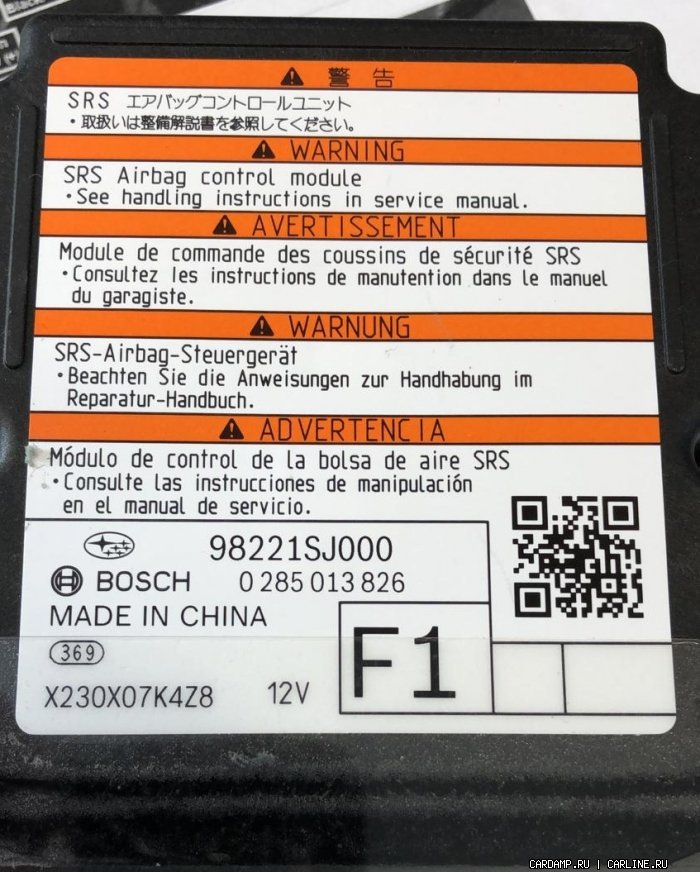 警 告
SRS エアバッグコントロールユニット
・取扱いは整備解説書を参照してください。
WARNING
SRS Airbag control module
・See handling instructions in service manual.
AVERTISSEMENT
Module de commande des coussins de sécurité SRS
・Consultez les instructions de manutention dans le manuel
du garagiste.
WARNUNG
SRS-Airbag-Steuergerät
・Beachten Sie die Anweisungen zur Handhabung im
Reparatur-Handbuch.
ADVERTENCIA
Módulo de control de la bolsa de aire SRS
・Consulte las instrucciones de manipulación
en el manual de servicio.
98221SJ000
BOSCH 0 285 013 826
MADE IN CHINA
369
F1
X230X07K4Z8 12V
CARDAMP.RU | CARLINE.RU